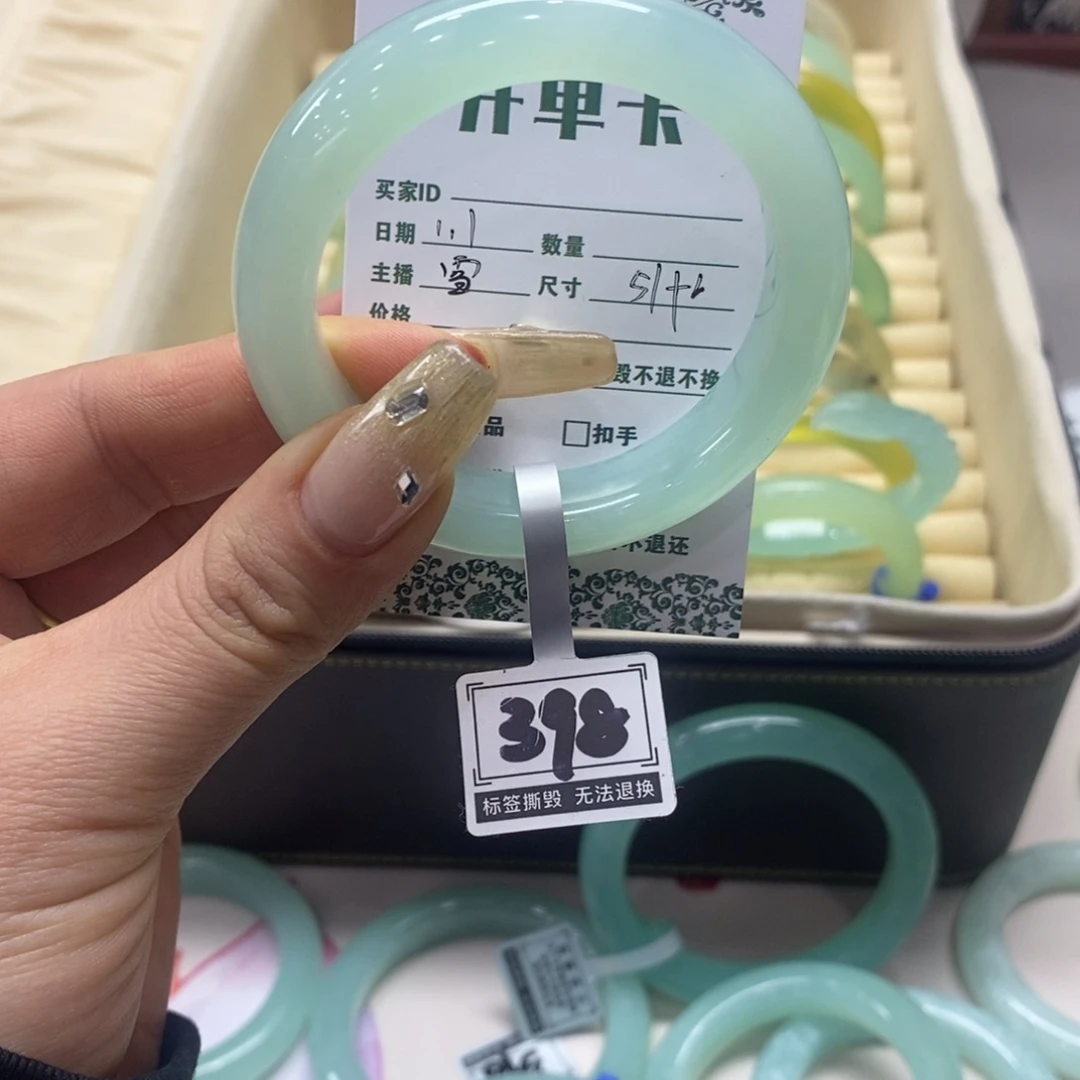 开单卡
买家ID
日期 1.1 数量
主播 雪 尺寸 51+
价格
毁不退不换
品 扣手
不退还
398
标签撕毁 无法退换